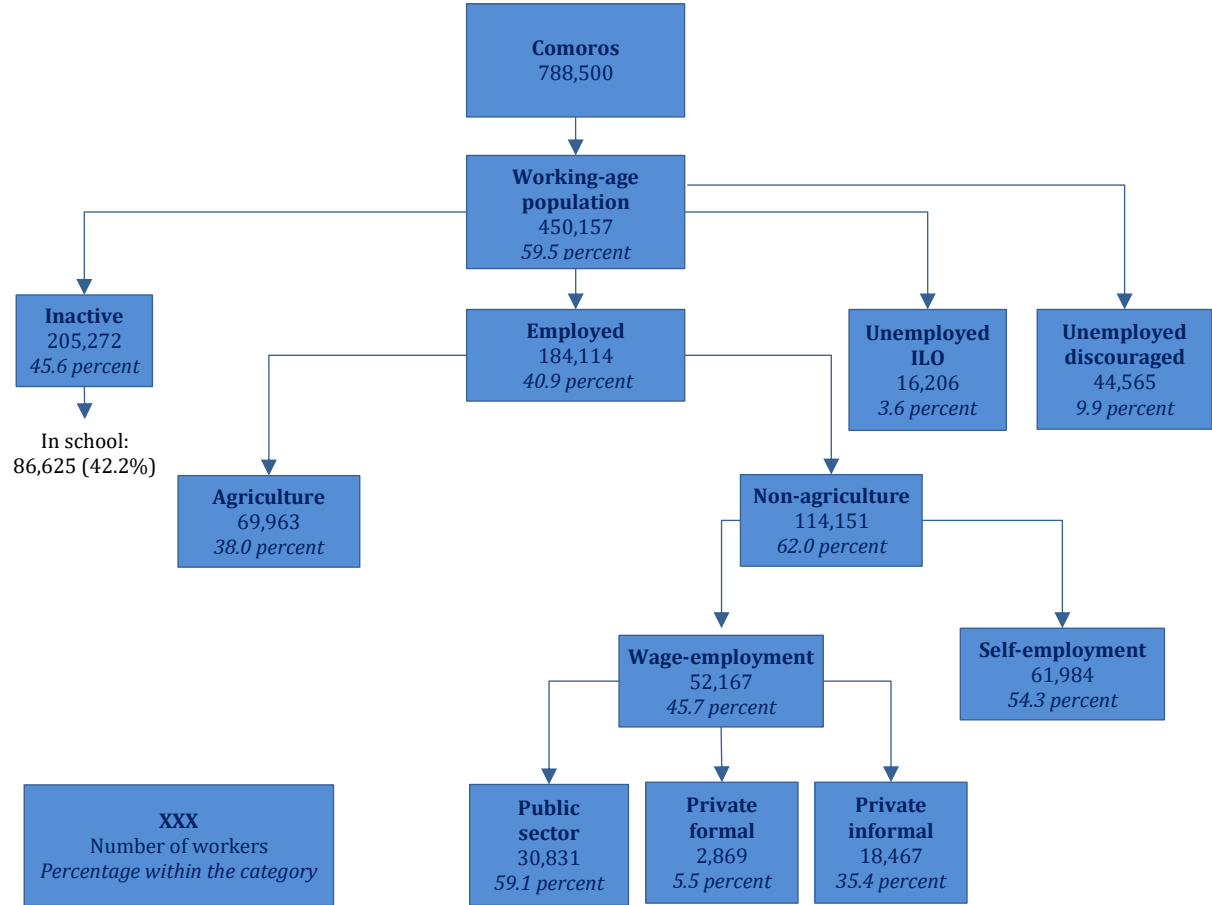 Comoros
788,500
Working-age
population
450,157
59.5 percent
Inactive
205,272
45.6 percent
Employed
184,114
40.9 percent
Unemployed
ILO
16,206
3.6 percent
Unemployed
discouraged
44,565
9.9 percent
In school:
86,625 (42.2%)
Agriculture
69,963
38.0 percent
Non-agriculture
114,151
62.0 percent
Wage-employment
52,167
45.7 percent
Self-employment
61,984
54.3 percent
Public
sector
30,831
59.1 percent
Private
formal
2,869
5.5 percent
Private
informal
18,467
35.4 percent
XXX
Number of workers
Percentage within the category